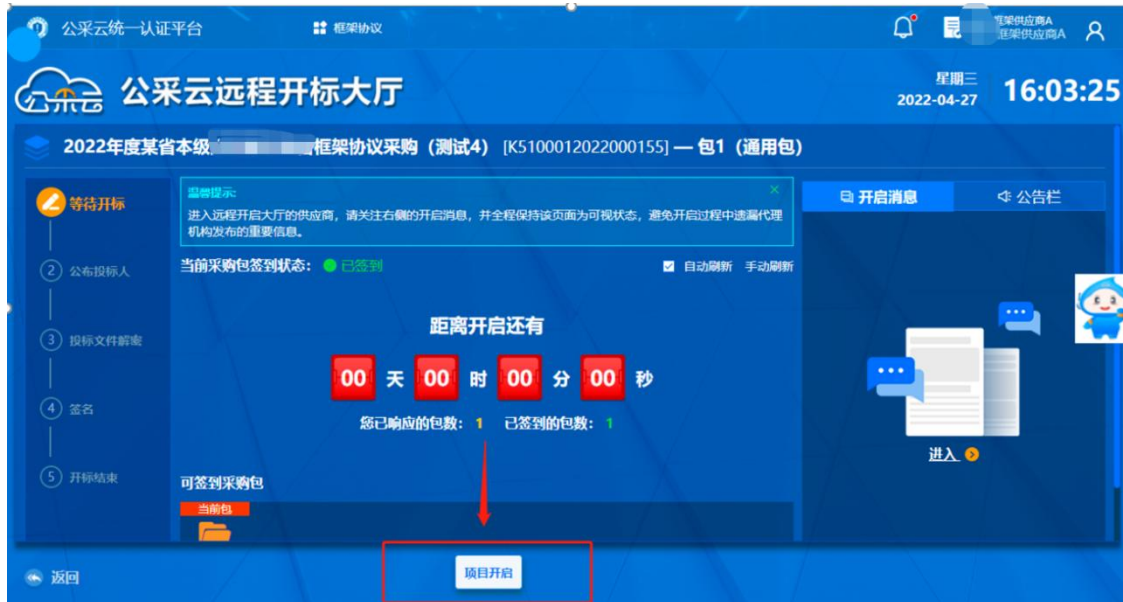 公采云统一认证平台
框架协议
框架供应商A
框架供应商A
公采云
公采云远程开标大厅
星期三
2022-04-27
16:03:25
2022年度某省本级
框架协议采购（测试4） [K5100012022000155] — 包1（通用包）
等待开标
2 公布投标人
3 投标文件解密
4 签名
5 开标结束
温馨提示:
进入远程开启大厅的供应商，请关注右侧的开启消息，并全程保持该页面为可视状态，避免开启过程中遗漏代理
机构发布的重要信息。
当前采购包签到状态： 已签到
自动刷新 手动刷新
距离开启还有
00 天 00 时 00 分 00 秒
您已响应的包数： 1 已签到的包数： 1
可签到采购包
当前包
开启消息
公告栏
进入
返回
项目开启